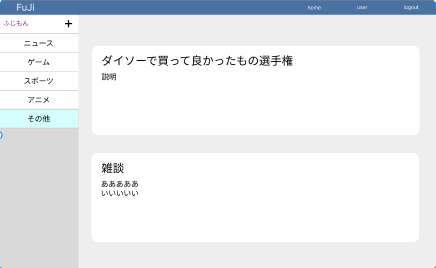 FuJi
home
user
logout
ふじもん
+
ニュース
ゲーム
スポーツ
アニメ
その他
ダイソーで買って良かったもの選手権
説明
雑談
あああああ
いいいいい